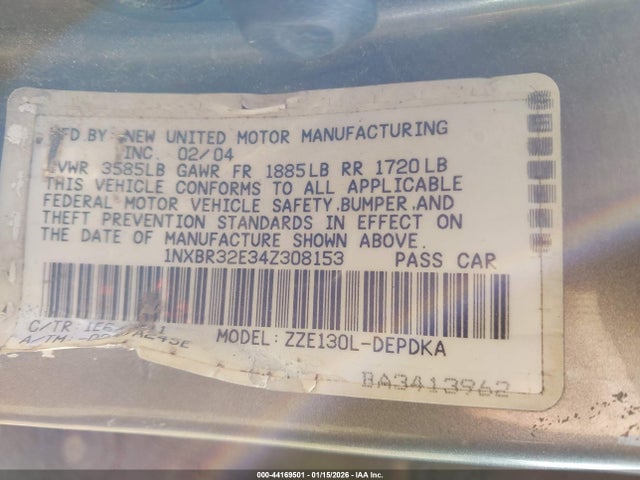 MFD BY NEW UNITED MOTOR MANUFACTURING
INC. 02/04
GVWR 3585LB GAWR FR 1885LB RR 1720LB
THIS VEHICLE CONFORMS TO ALL APPLICABLE
FEDERAL MOTOR VEHICLE SAFETY.BUMPER.AND
THEFT PREVENTION STANDARDS IN EFFECT ON
THE DATE OF MANUFACTURE SHOWN ABOVE.
1NXBR32E34Z308153 PASS CAR
C/TR:
A/TM: MODEL: ZZE130L-DEPDKA
BA3413962
000-44169501 - 01/15/2026 - IAA Inc.